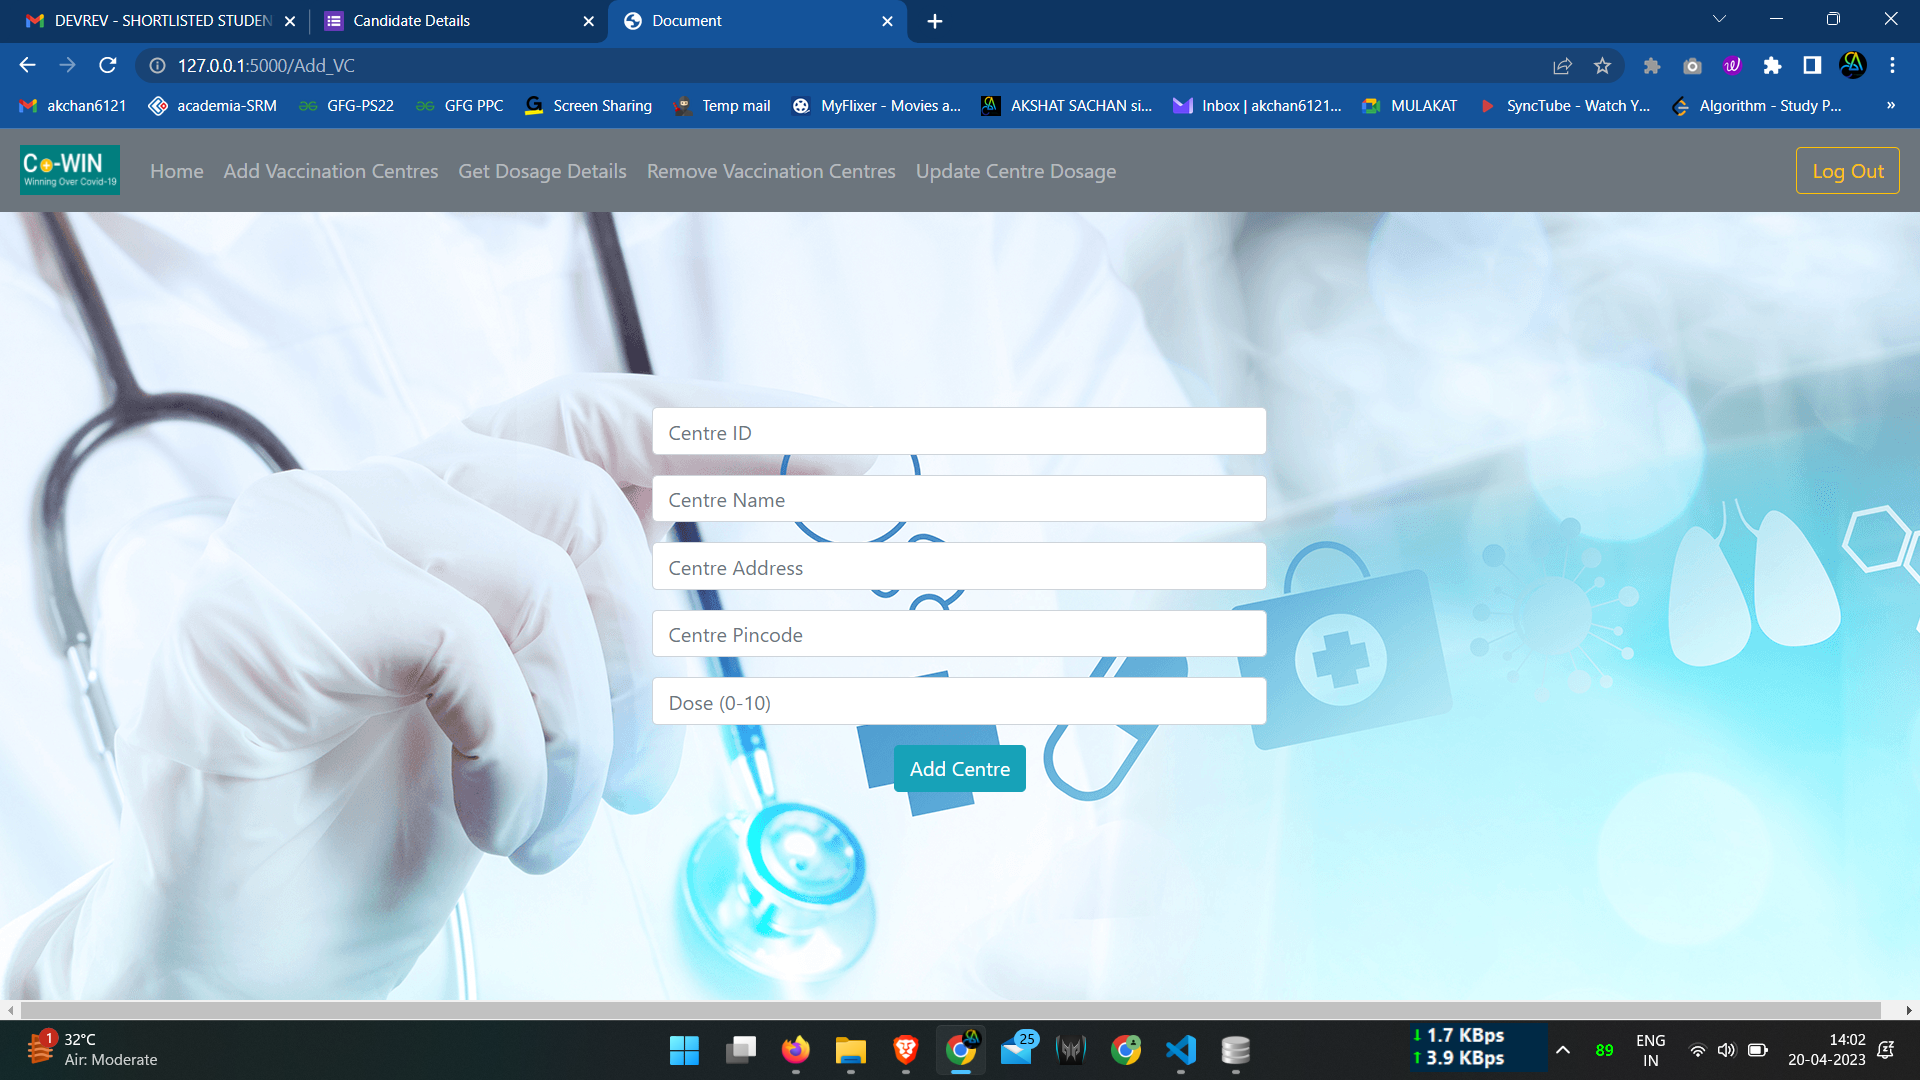 DEVREV - SHORTLISTED STUDEN
Candidate Details
Document
127.0.0.1:5000/Add_VC
akchan6121
academia-SRM
GFG-PS22
GFG PPC
Screen Sharing
Temp mail
MyFlixer - Movies a...
AKSHAT SACHAN si...
Inbox | akchan6121...
MULAKAT
SyncTube - Watch Y...
Algorithm - Study P...
»
Co-WIN
Winning Over Covid-19
Home
Add Vaccination Centres
Get Dosage Details
Remove Vaccination Centres
Update Centre Dosage
Log Out
Centre ID
Centre Name
Centre Address
Centre Pincode
Dose (0-10)
Add Centre
1
32°C
Air: Moderate
25
1.7 KBps
3.9 KBps
89
ENG
IN
14:02
20-04-2023